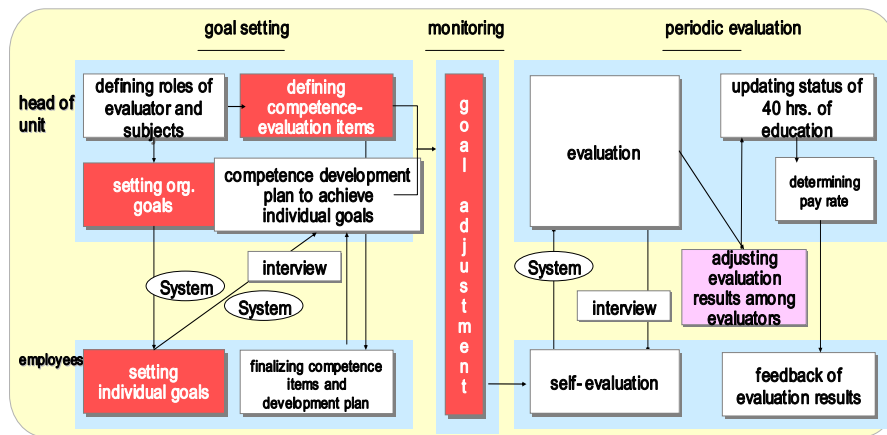 goal setting
monitoring
periodic evaluation
head of
unit
defining roles of
evaluator and
subjects
defining
competence-
evaluation items
setting org.
goals
competence development
plan to achieve
individual goals
interview
System
System
employees
setting
individual goals
finalizing competence
items and
development plan
goal adjustment
evaluation
updating status of
40 hrs. of
education
determining
pay rate
System
interview
adjusting
evaluation
results among
evaluators
self-evaluation
feedback of
evaluation results